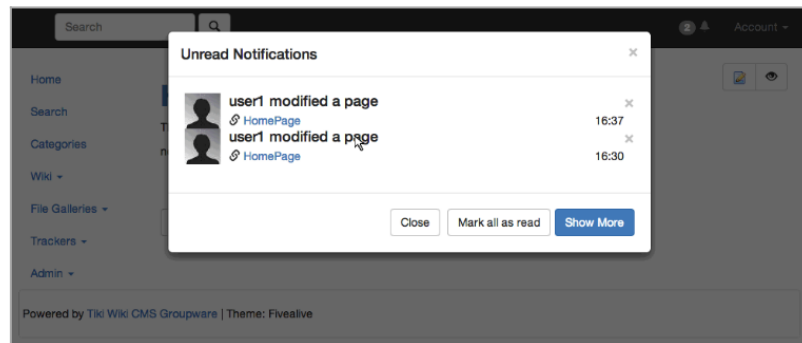 Search
2
Account
Unread Notifications
×
Home
Search
Categories
Wiki
File Galleries
Trackers
Admin
user1 modified a page
×
HomePage
16:37
user1 modified a page
×
HomePage
16:30
Close
Mark all as read
Show More
Powered by Tiki Wiki CMS Groupware | Theme: Fivealive